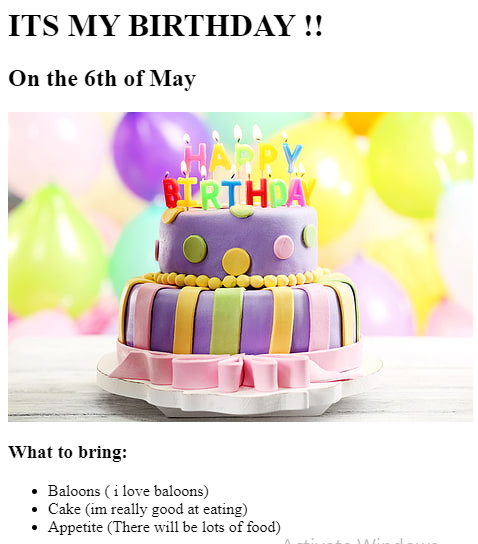 ITS MY BIRTHDAY !!
On the 6th of May
HAPPY
BIRTHDAY
What to bring:
Baloons ( i love baloons)
Cake (im really good at eating)
Appetite (There will be lots of food)
Activate Windows